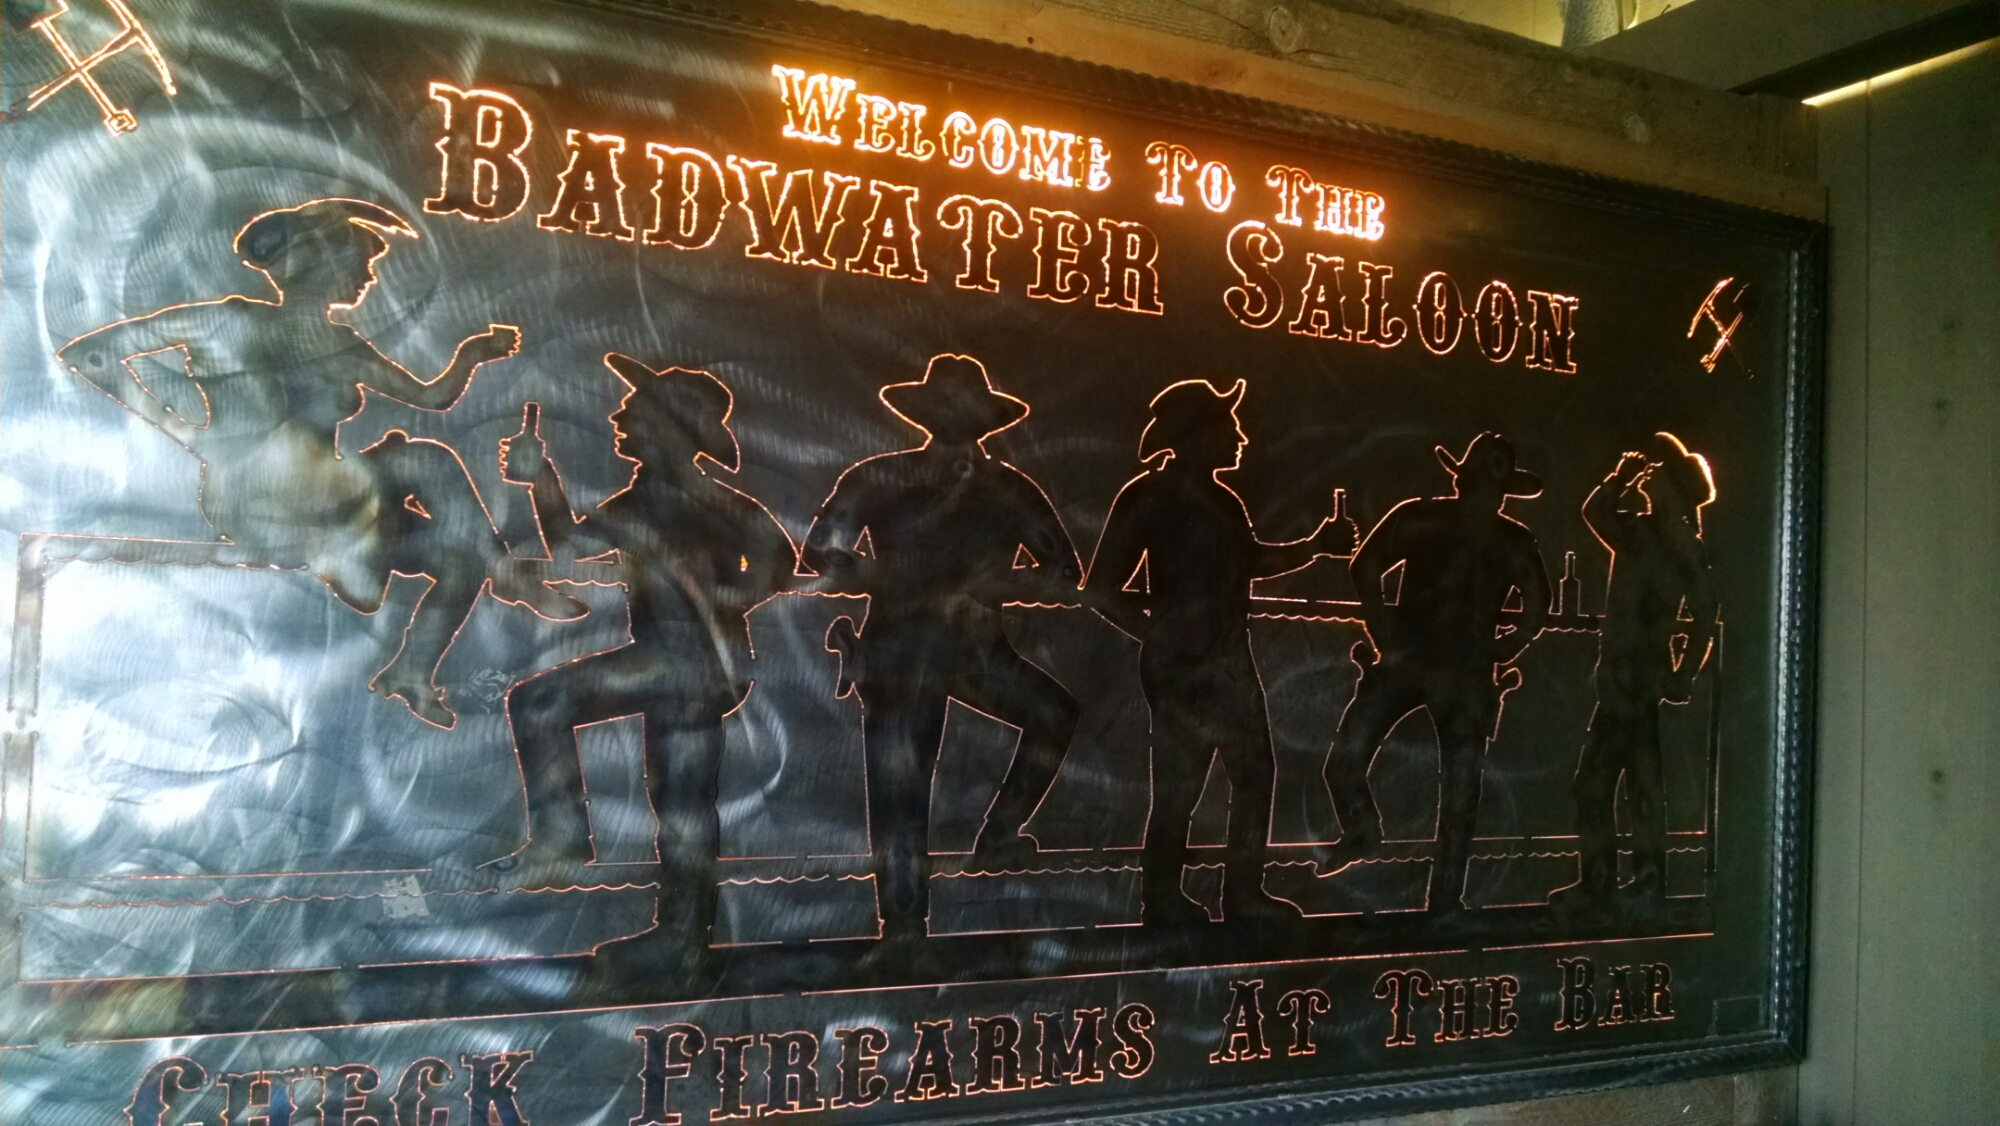 Welcome To The
Badwater Saloon
Check Firearms At The Bar